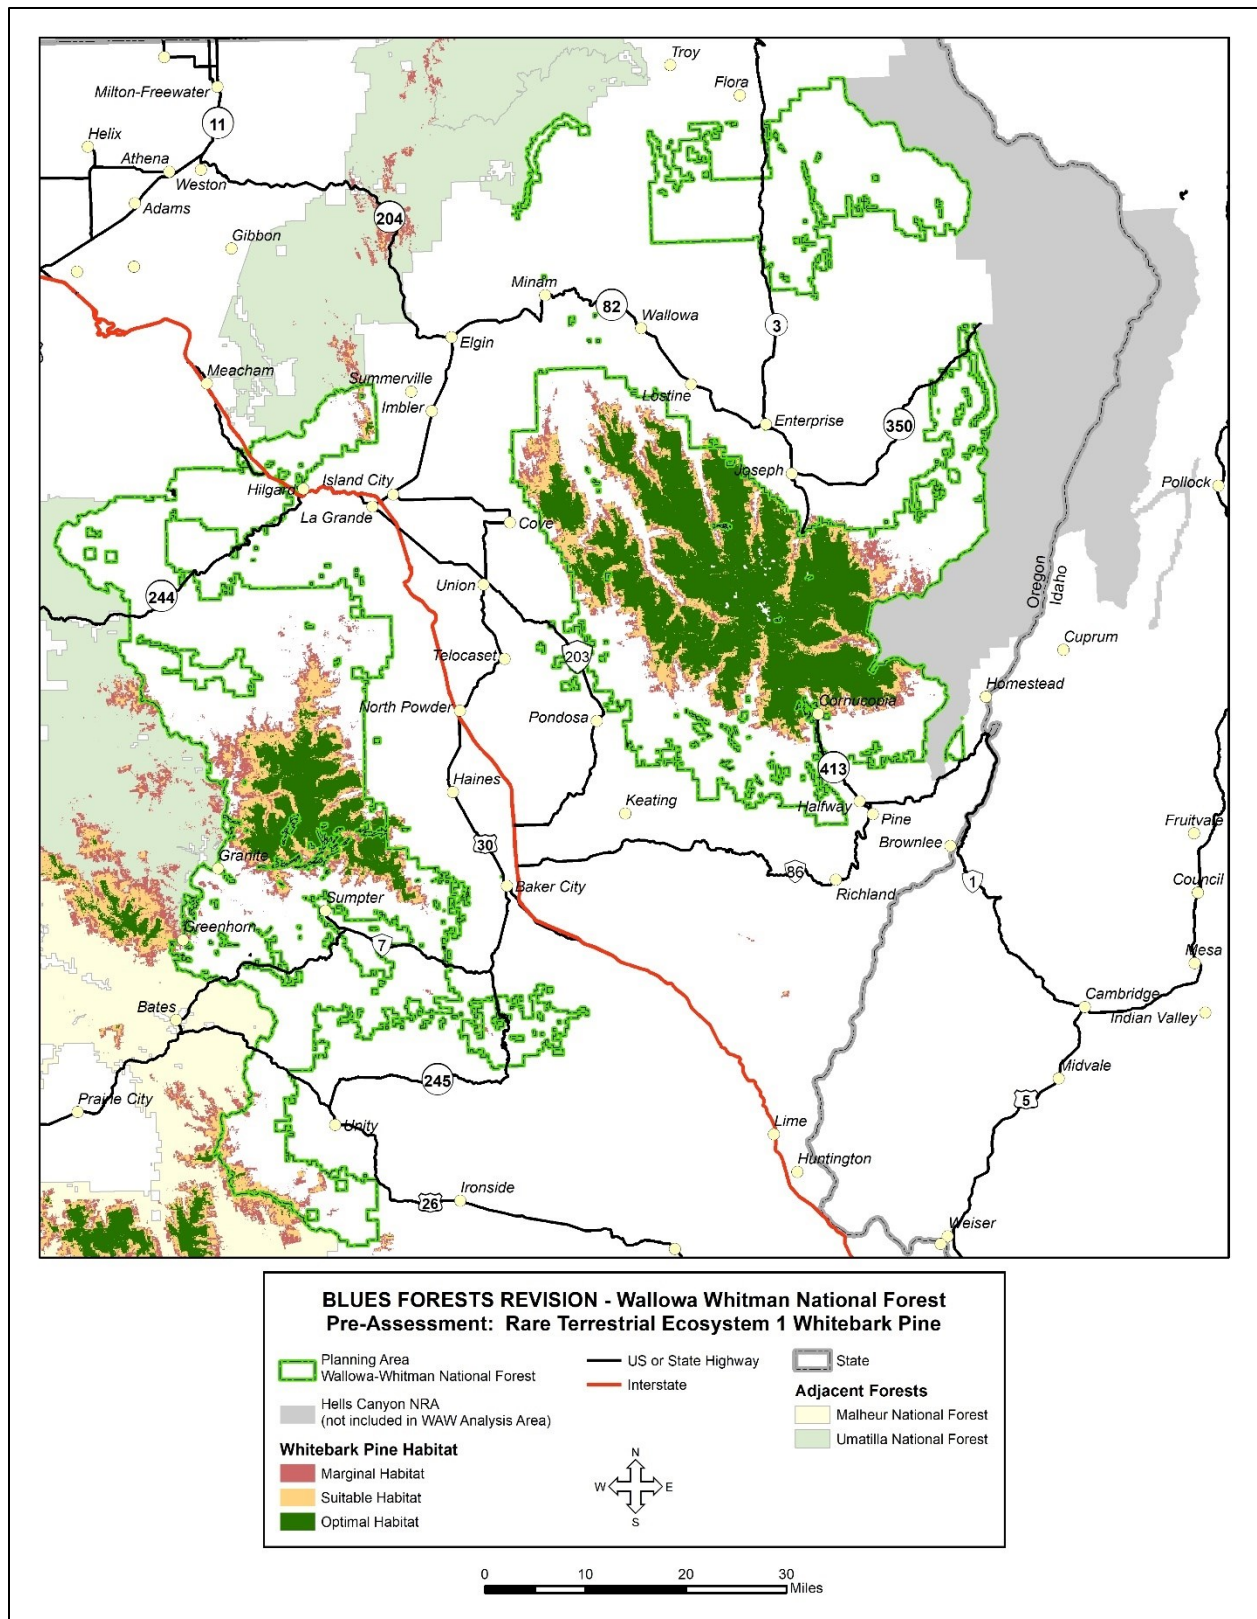 Troy
Flora
Milton-Freewater
11
Helix
Athena
Weston
Adams
204
Gibbon
Minam
82
Wallowa
3
Elgin
Meacham
Summerville
Imbler
Lostine
Enterprise
350
Joseph
Pollock
Hilgard
Island City
La Grande
Cove
Oregon
Idaho
244
Union
Telocaset
203
Cuprum
Homestead
North Powder
Pondosa
Cornucopia
413
Haines
Keating
Halfway
Pine
Fruitvale
30
Brownlee
Granite
86
Richland
1
Council
Baker City
Sumpter
Greenhorn
7
Mesa
Bates
Cambridge
Indian Valley
245
Midvale
5
Prairie City
Unity
Lime
Huntington
26
Ironside
Weiser
BLUES FORESTS REVISION - Wallowa Whitman National Forest
Pre-Assessment: Rare Terrestrial Ecosystem 1 Whitebark Pine
Planning Area
Wallowa-Whitman National Forest
Hells Canyon NRA
(not included in WAW Analysis Area)
Whitebark Pine Habitat
Marginal Habitat
Suitable Habitat
Optimal Habitat
US or State Highway
Interstate
N
W E
S
State
Adjacent Forests
Malheur National Forest
Umatilla National Forest
0 10 20 30
Miles